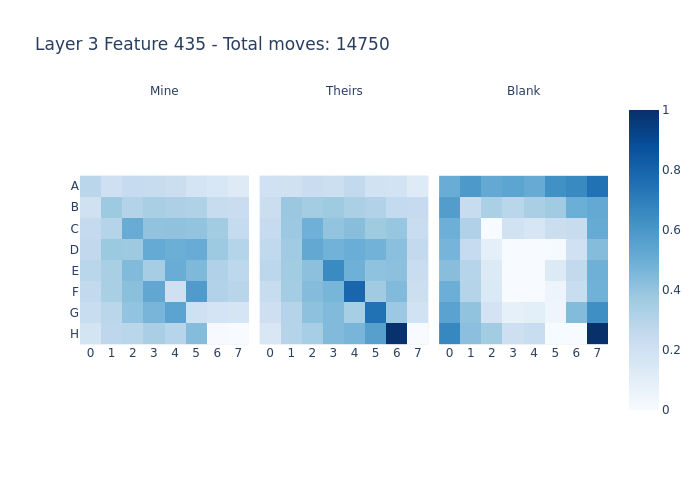 Layer 3 Feature 435 - Total moves: 14750
Mine Theirs Blank
A
B
C
D
E
F
G
H
0 1 2 3 4 5 6 7 0 1 2 3 4 5 6 7 0 1 2 3 4 5 6 7
1
0.8
0.6
0.4
0.2
0